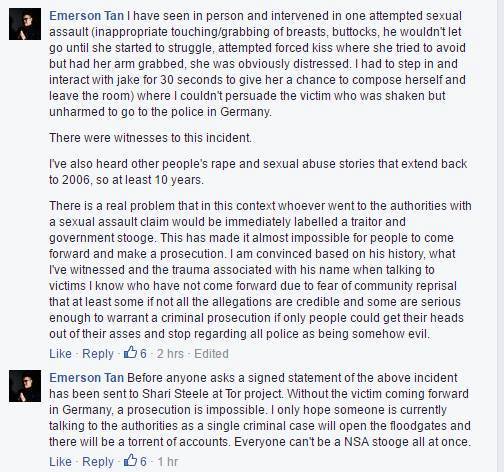 Emerson Tan I have seen in person and intervened in one attempted sexual
assault (inappropriate touching/grabbing of breasts, buttocks, he wouldn't let
go until she started to struggle, attempted forced kiss where she tried to avoid
but had her arm grabbed, she was obviously distressed. I had to step in and
interact with jake for 30 seconds to give her a chance to compose herself and
leave the room) where I couldn't persuade the victim who was shaken but
unharmed to go to the police in Germany.
There were witnesses to this incident.
I've also heard other people's rape and sexual abuse stories that extend back
to 2006, so at least 10 years.
There is a real problem that in this context whoever went to the authorities with
a sexual assault claim would be immediately labelled a traitor and
government stooge. This has made it almost impossible for people to come
forward and make a prosecution. I am convinced based on his history, what
I've witnessed and the trauma associated with his name when talking to
victims I know who have not come forward due to fear of community reprisal
that at least some if not all the allegations are credible and some are serious
enough to warrant a criminal prosecution if only people could get their heads
out of their asses and stop regarding all police as being somehow evil.
Like · Reply · 6 · 2 hrs · Edited
Emerson Tan Before anyone asks a signed statement of the above incident
has been sent to Shari Steele at Tor project. Without the victim coming forward
in Germany, a prosecution is impossible. I only hope someone is currently
talking to the authorities as a single criminal case will open the floodgates and
there will be a torrent of accounts. Everyone can't be a NSA stooge all at once.
Like · Reply · 6 · 1 hr